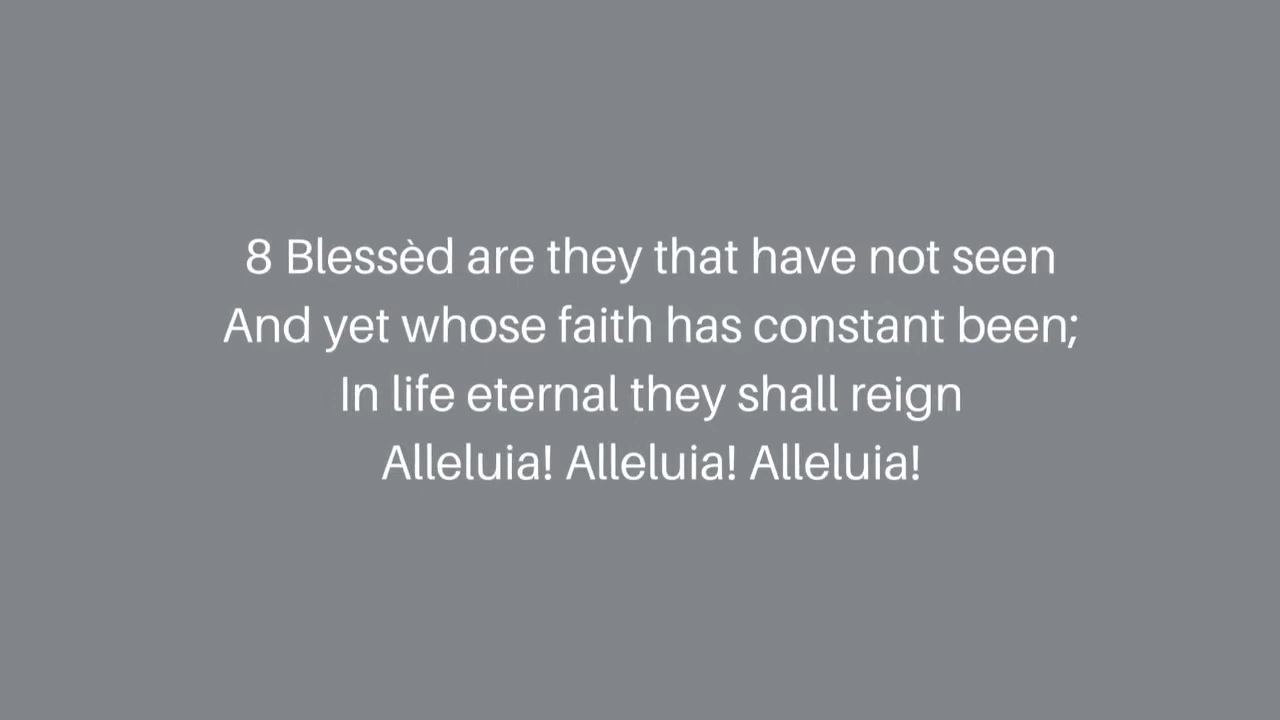 8 Blessèd are they that have not seen
And yet whose faith has constant been;
In life eternal they shall reign
Alleluia! Alleluia! Alleluia!